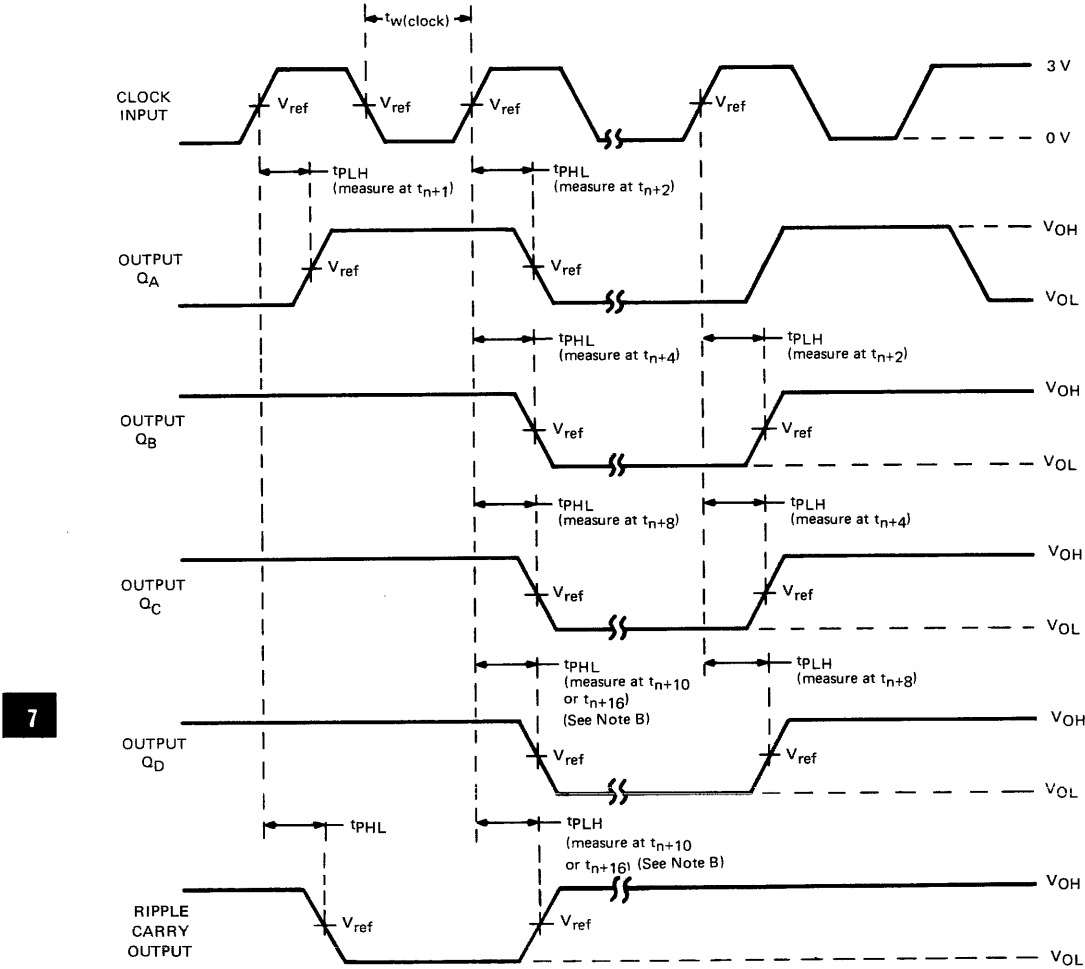 tw(clock)
3 V
CLOCK
INPUT
Vref
Vref
Vref
Vref
0 V
tPLH
(measure at tn+1)
tPHL
(measure at tn+2)
VOH
OUTPUT
QA
Vref
Vref
VOL
tPHL
(measure at tn+4)
tPLH
(measure at tn+2)
VOH
OUTPUT
QB
Vref
Vref
VOL
tPHL
(measure at tn+8)
tPLH
(measure at tn+4)
VOH
OUTPUT
QC
Vref
Vref
VOL
tPHL
(measure at tn+10
or tn+16)
(See Note B)
tPLH
(measure at tn+8)
7
VOH
OUTPUT
QD
Vref
Vref
VOL
tPHL
tPLH
(measure at tn+10
or tn+16) (See Note B)
VOH
RIPPLE
CARRY
OUTPUT
Vref
Vref
VOL